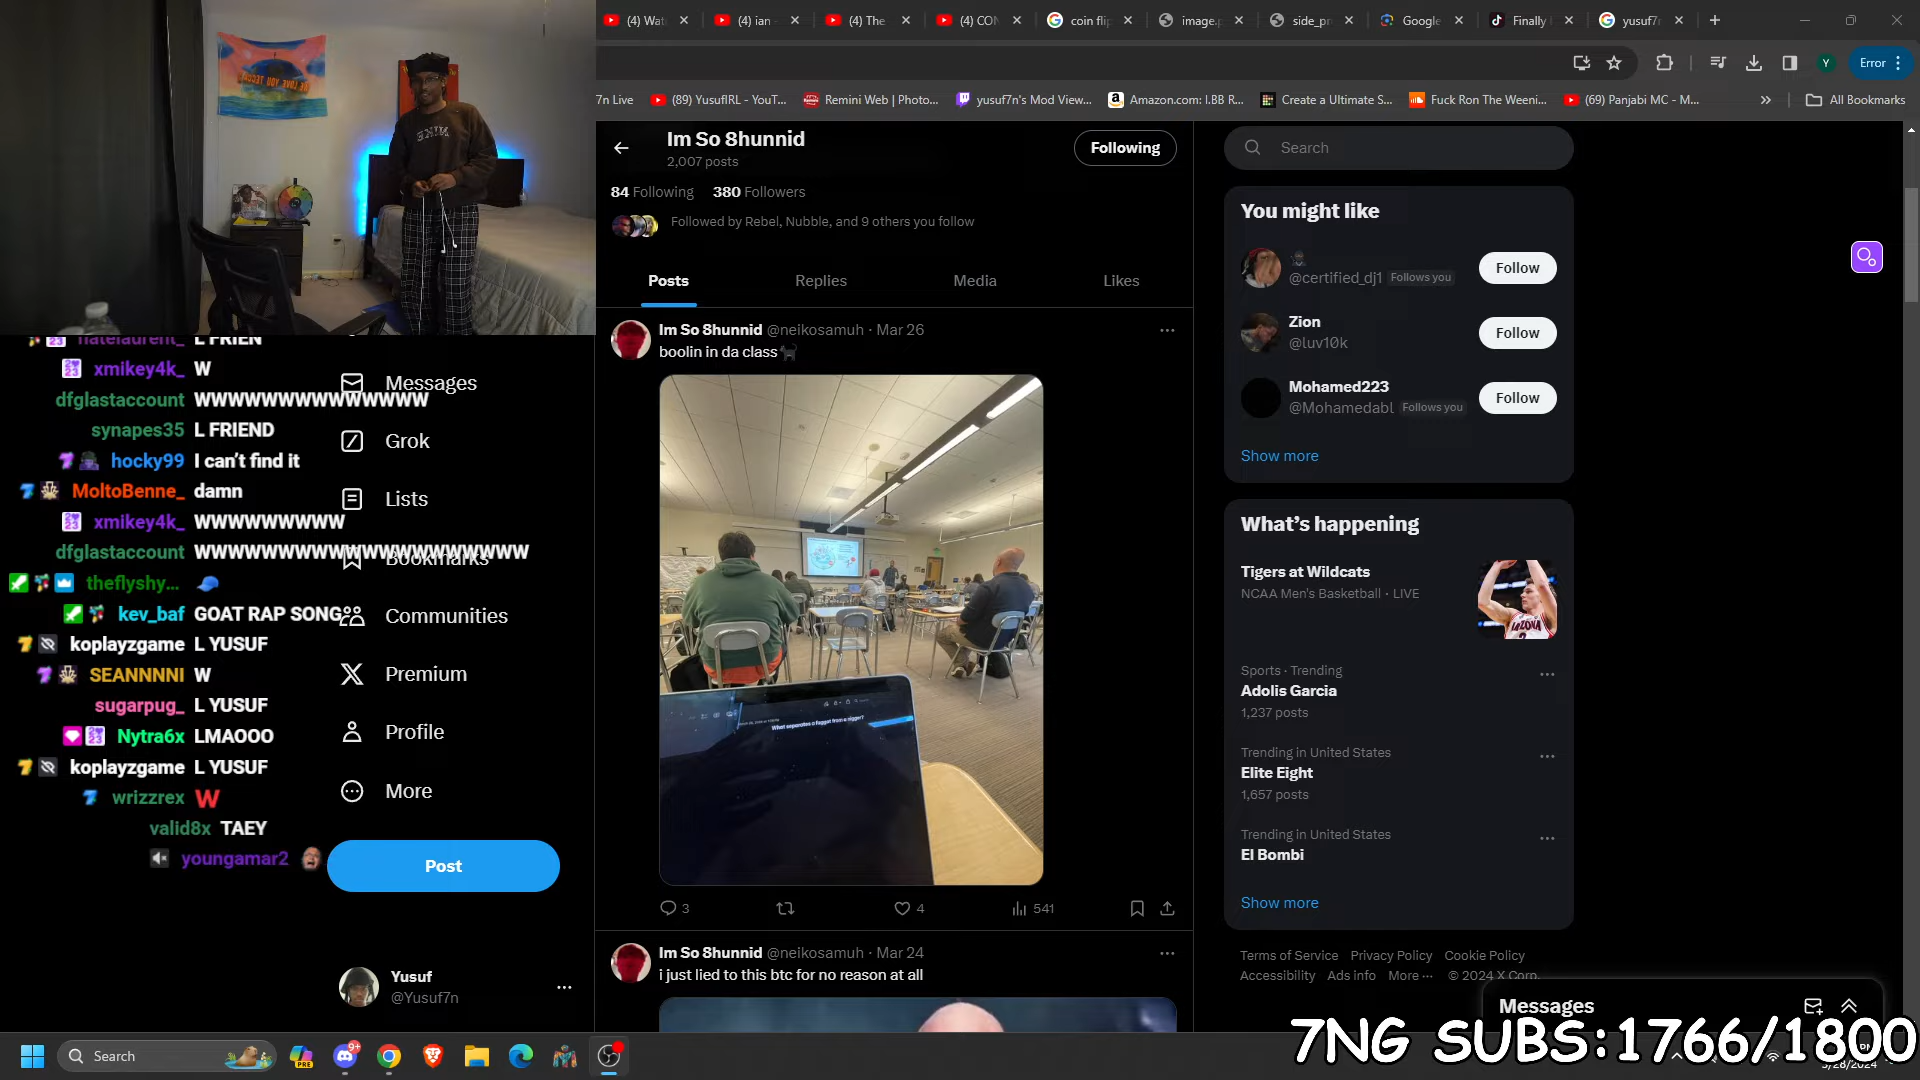 (4) Wat
(4) ian -
(4) The
(4) CON
coin flip
image.p
side_pr
Google
Finally
yusuf7n
Error
7n Live
(89) YusufIRL - YouT...
Remini Web | Photo...
yusuf7n's Mod View...
Amazon.com: I.BB R...
Create a Ultimate S...
Fuck Ron The Weeni...
(69) Panjabi MC - M...
All Bookmarks
Im So 8hunnid
2,007 posts
Following
84 Following 380 Followers
Followed by Rebel, Nubble, and 9 others you follow
Posts Replies Media Likes
Im So 8hunnid @neikosamuh · Mar 26
boolin in da class
What separates a faggot from a nigger?
3
4
541
Im So 8hunnid @neikosamuh · Mar 24
i just lied to this btc for no reason at all
Search
You might like
@certified_dj1 Follows you
Follow
Zion
@luv10k
Follow
Mohamed223
@Mohamedabl Follows you
Follow
Show more
What's happening
Tigers at Wildcats
NCAA Men's Basketball · LIVE
Sports · Trending
Adolis Garcia
1,237 posts
Trending in United States
Elite Eight
1,657 posts
Trending in United States
El Bombi
Show more
Terms of Service Privacy Policy Cookie Policy
Accessibility Ads info More ··· © 2024 X Corp.
Messages
7NG SUBS:1766/1800
NIKE
natelaurent_ L FRIEN
xmikey4k_ W
dfglastaccount WWWWWWWWWWWWWW
synapes35 L FRIEND
hocky99 I can't find it
MoltoBenne_ damn
xmikey4k_ WWWWWWWWW
dfglastaccount WWWWWWWWWWWWWWWWWWWW
theflyshy...
kev_baf GOAT RAP SONG
koplayzgame L YUSUF
SEANNNNI W
sugarpug_ L YUSUF
Nytra6x LMAOOO
koplayzgame L YUSUF
wrizzrex W
valid8x TAEY
youngamar2
Messages
Grok
Lists
Bookmarks
Communities
Premium
Profile
More
Post
Yusuf
@Yusuf7n
Search